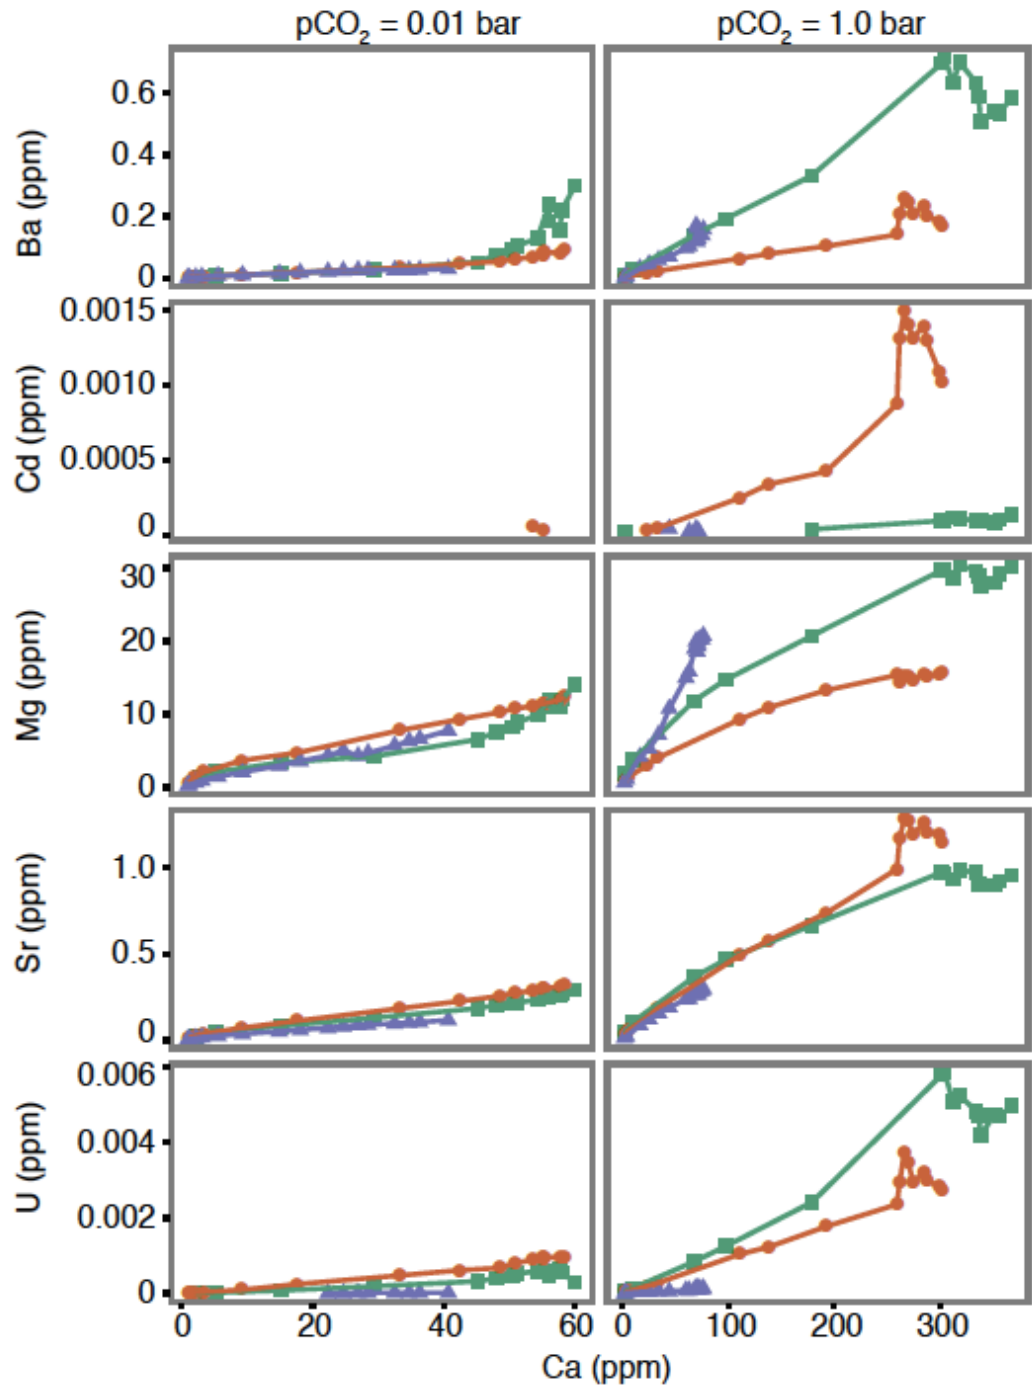 pCO₂ = 0.01 bar pCO₂ = 1.0 bar
Ba (ppm)
0.6
0.4
0.2
0
Cd (ppm)
0.0015
0.0010
0.0005
0
Mg (ppm)
30
20
10
0
Sr (ppm)
1.0
0.5
0
U (ppm)
0.006
0.004
0.002
0
0 20 40 60 0 100 200 300
Ca (ppm)